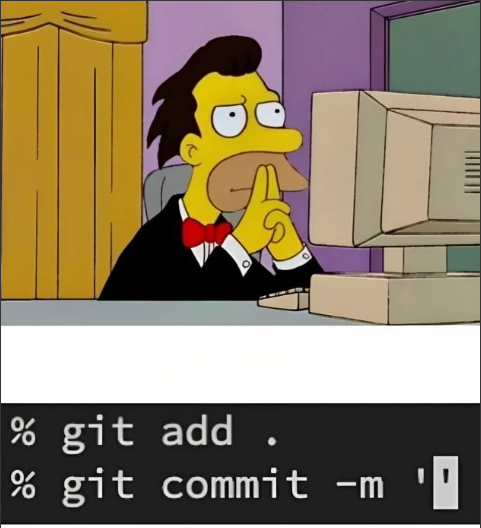 % git add .
% git commit -m ''